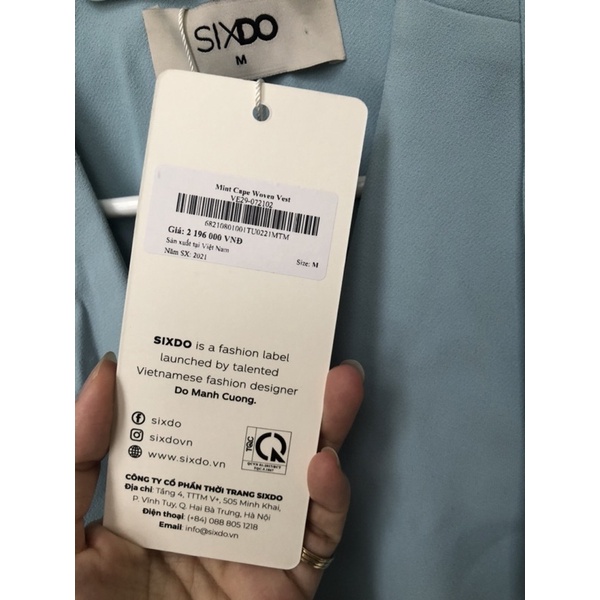 SIXDO
M
Mint Cape Woven Vest
VE29-072102
68210801001TU0221MTM
Giá: 2 196 000 VNĐ
Sản xuất tại Việt Nam
Năm SX: 2021
Size: M
SIXDO is a fashion label
launched by talented
Vietnamese fashion designer
Do Manh Cuong.
sixdo
sixdovn
www.sixdo.vn
TQC
CÔNG TY CỔ PHẦN THỜI TRANG SIXDO
Địa chỉ: Tầng 4, TTTM V+, 505 Minh Khai,
P. Vĩnh Tuy, Q. Hai Bà Trưng, Hà Nội
Điện thoại: (+84) 088 805 1218
Email: info@sixdo.vn